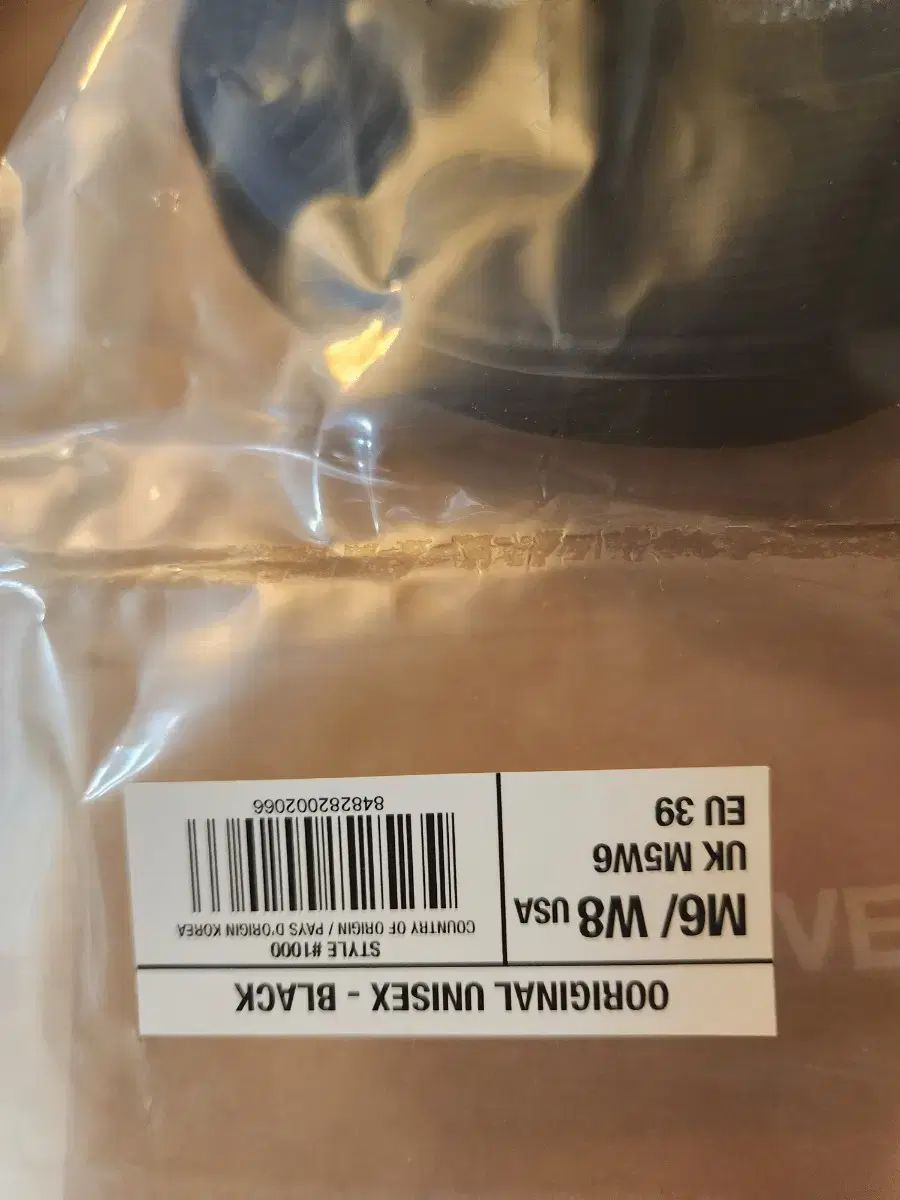 OORIGINAL UNISEX - BLACK
M6/ W8 USA
UK M5W6
EU 39
STYLE #1000
COUNTRY OF ORIGIN / PAYS D'ORIGIN KOREA
848282002066
VE